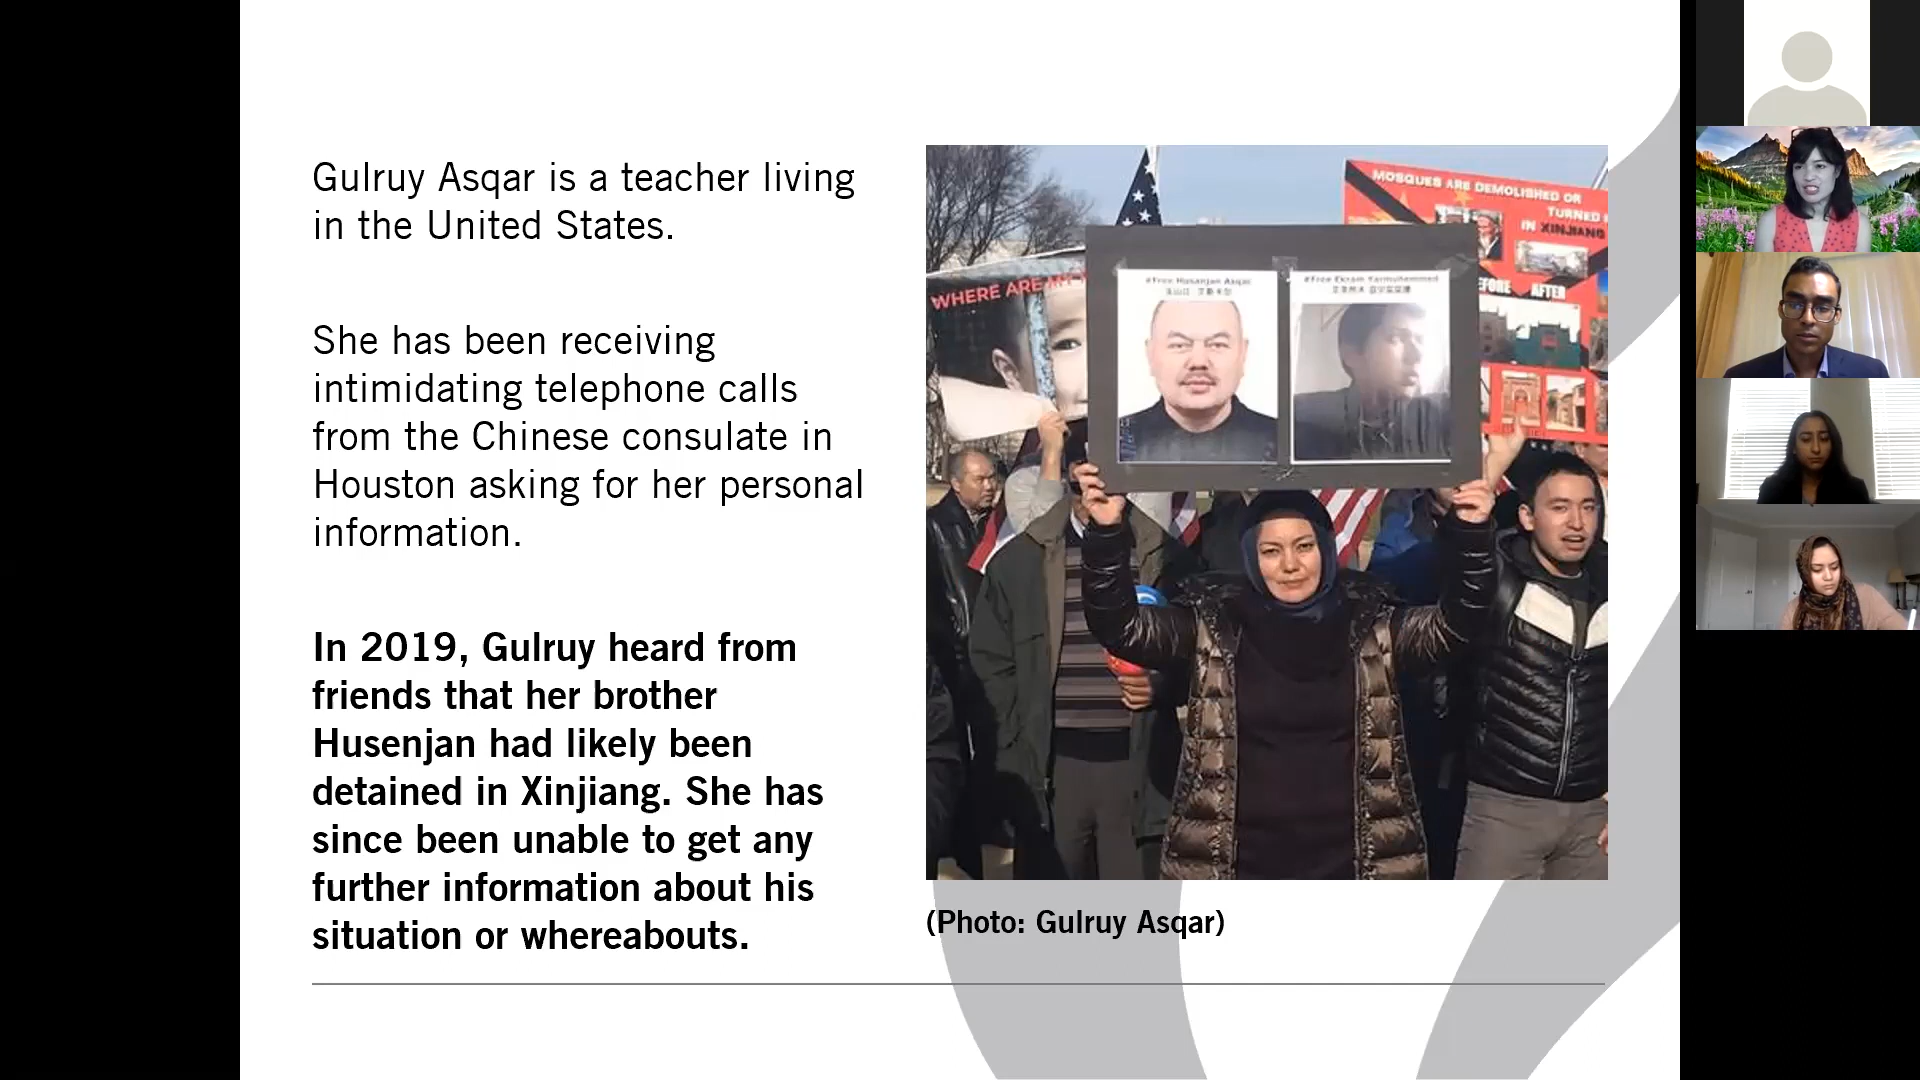 Gulruy Asqar is a teacher living
in the United States.
She has been receiving
intimidating telephone calls
from the Chinese consulate in
Houston asking for her personal
information.
In 2019, Gulruy heard from
friends that her brother
Husenjan had likely been
detained in Xinjiang. She has
since been unable to get any
further information about his
situation or whereabouts.
MOSQUES ARE DEMOLISHED OR
TURNED
IN XINJIANG
WHERE ARE
#Free Husanjan Asqar
#Free Ekram Yarmuhemmed
AFTER
(Photo: Gulruy Asqar)